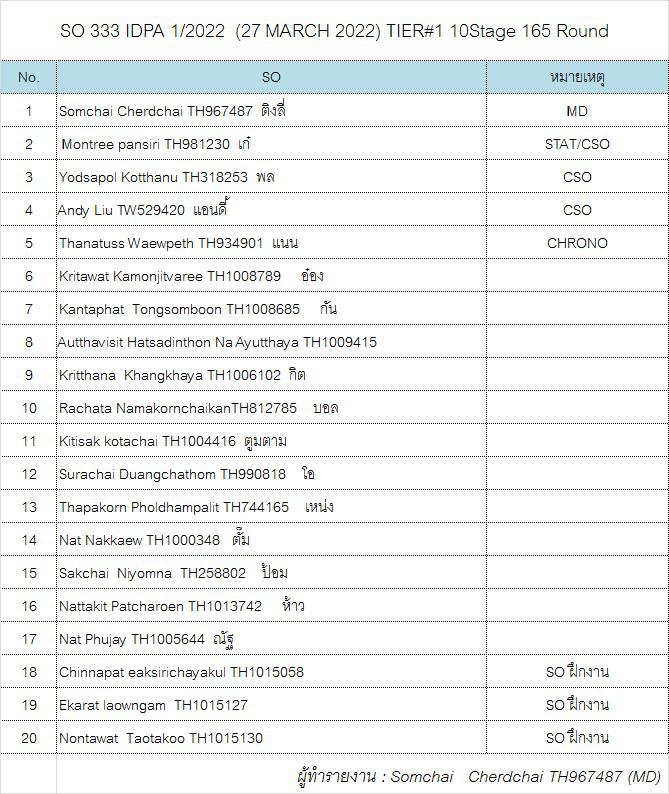 SO 333 IDPA 1/2022 (27 MARCH 2022) TIER#1 10Stage 165 Round
No. SO หมายเหตุ
1 Somchai Cherdchai TH967487 ติงลี่ MD
2 Montree pansiri TH981230 เก๋ STAT/CSO
3 Yodsapol Kotthanu TH318253 พล CSO
4 Andy Liu TW529420 แอนดี้ CSO
5 Thanatuss Waewpeth TH934901 แนน CHRONO
6 Kritawat Kamonjitvaree TH1008789 อ๋อง
7 Kantaphat Tongsomboon TH1008685 กัน
8 Autthavisit Hatsadinthon Na Ayutthaya TH1009415
9 Kritthana Khangkhaya TH1006102 กิต
10 Rachata NamakornchaikanTH812785 บอล
11 Kitisak kotachai TH1004416 ตูมตาม
12 Surachai Duangchathom TH990818 โอ
13 Thapakorn Pholdhampalit TH744165 เหน่ง
14 Nat Nakkaew TH1000348 ตั๊ม
15 Sakchai Niyomna TH258802 ป้อม
16 Nattakit Patcharoen TH1013742 ห้าว
17 Nat Phujay TH1005644 ณัฐ
18 Chinnapat eaksirichayakul TH1015058 SO ฝึกงาน
19 Ekarat laowngam TH1015127 SO ฝึกงาน
20 Nontawat Taotakoo TH1015130 SO ฝึกงาน
ผู้ทำรายงาน : Somchai Cherdchai TH967487 (MD)